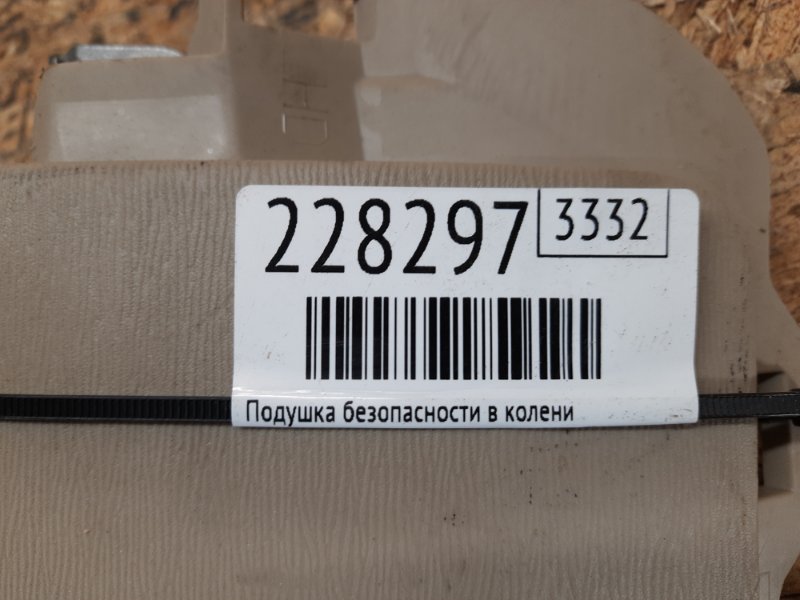 228297
3332
Подушка безопасности в колени